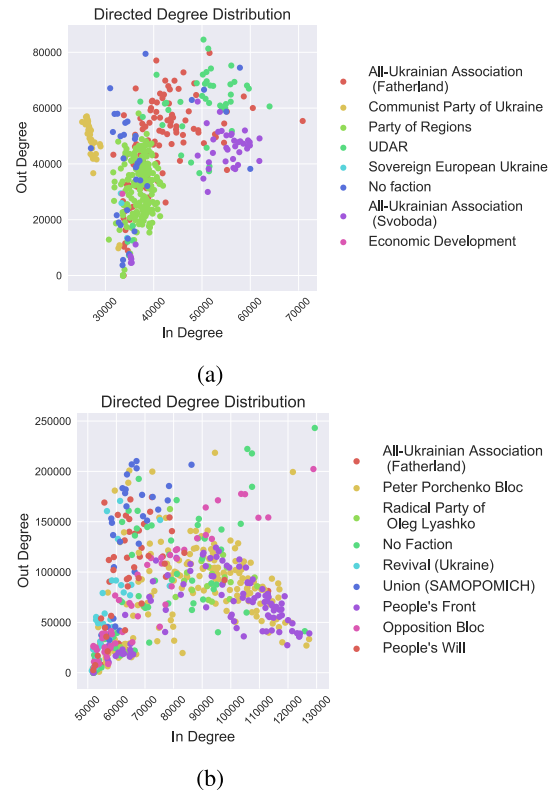 Directed Degree Distribution
80000
60000
40000
20000
0
Out Degree
30000
40000
50000
60000
70000
In Degree
All-Ukrainian Association
(Fatherland)
Communist Party of Ukraine
Party of Regions
UDAR
Sovereign European Ukraine
No faction
All-Ukrainian Association
(Svoboda)
Economic Development
(a)
Directed Degree Distribution
250000
200000
150000
100000
50000
0
Out Degree
50000
60000
70000
80000
90000
100000
110000
120000
130000
In Degree
All-Ukrainian Association
(Fatherland)
Peter Porchenko Bloc
Radical Party of
Oleg Lyashko
No Faction
Revival (Ukraine)
Union (SAMOPOMICH)
People's Front
Opposition Bloc
People's Will
(b)